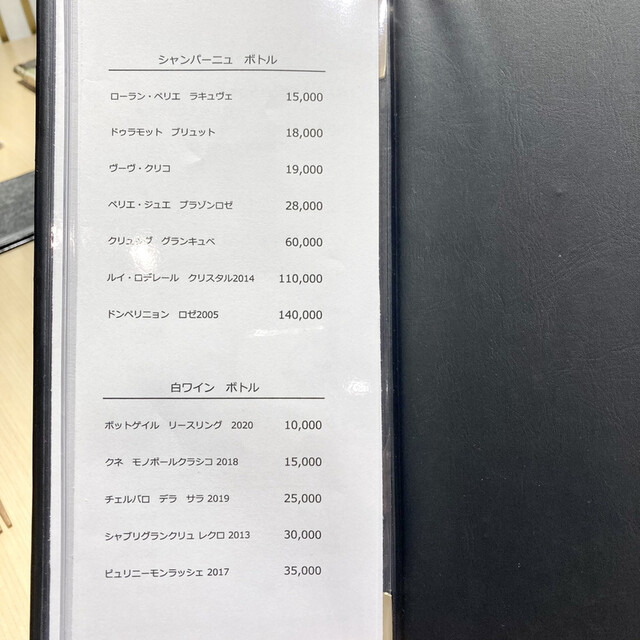 シャンパーニュ ボトル
ローラン・ペリエ ラキュヴェ 15,000
ドゥラモット ブリュット 18,000
ヴーヴ・クリコ 19,000
ペリエ・ジュエ ブラゾンロゼ 28,000
クリュッグ グランキュベ 60,000
ルイ・ロデレール クリスタル2014 110,000
ドンペリニョン ロゼ2005 140,000
白ワイン ボトル
ボットゲイル リースリング 2020 10,000
クネ モノポールクラシコ 2018 15,000
チェルバロ デラ サラ 2019 25,000
シャブリグランクリュ レクロ 2013 30,000
ピュリニーモンラッシェ 2017 35,000